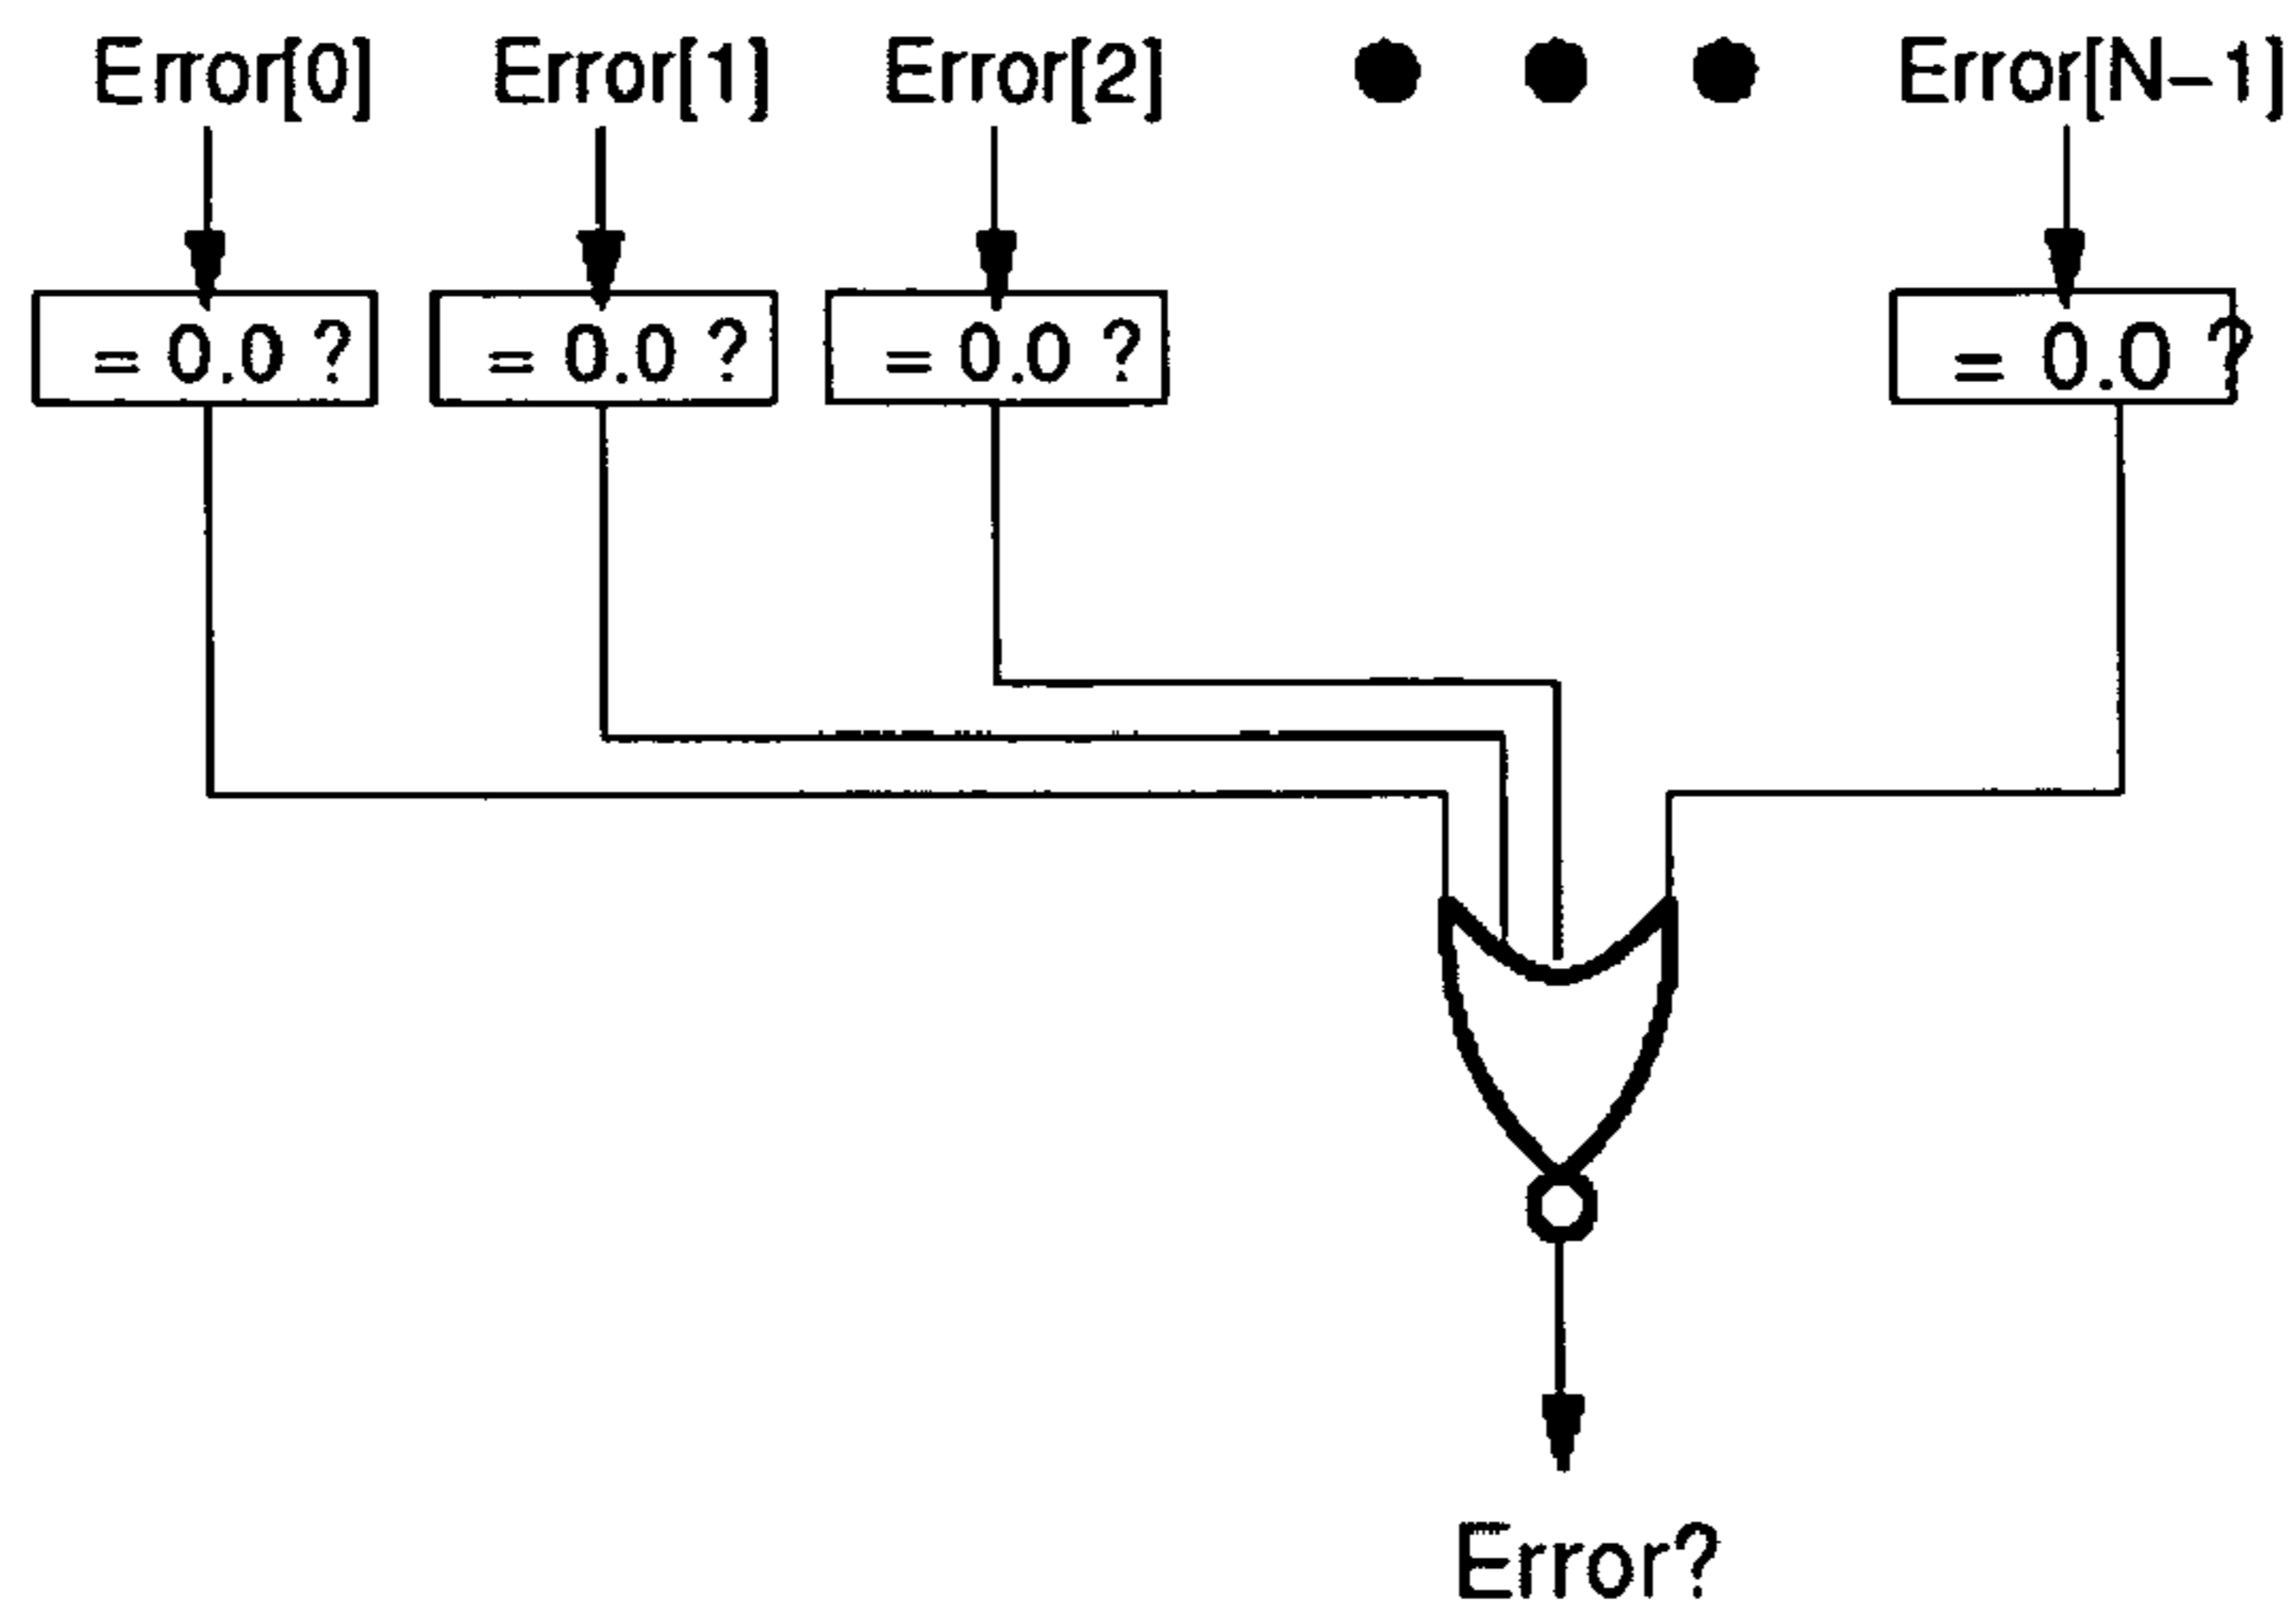 Error[0] Error[1] Error[2] Error[N-1]
= 0.0 ? = 0.0 ? = 0.0 ? = 0.0 ?
Error?